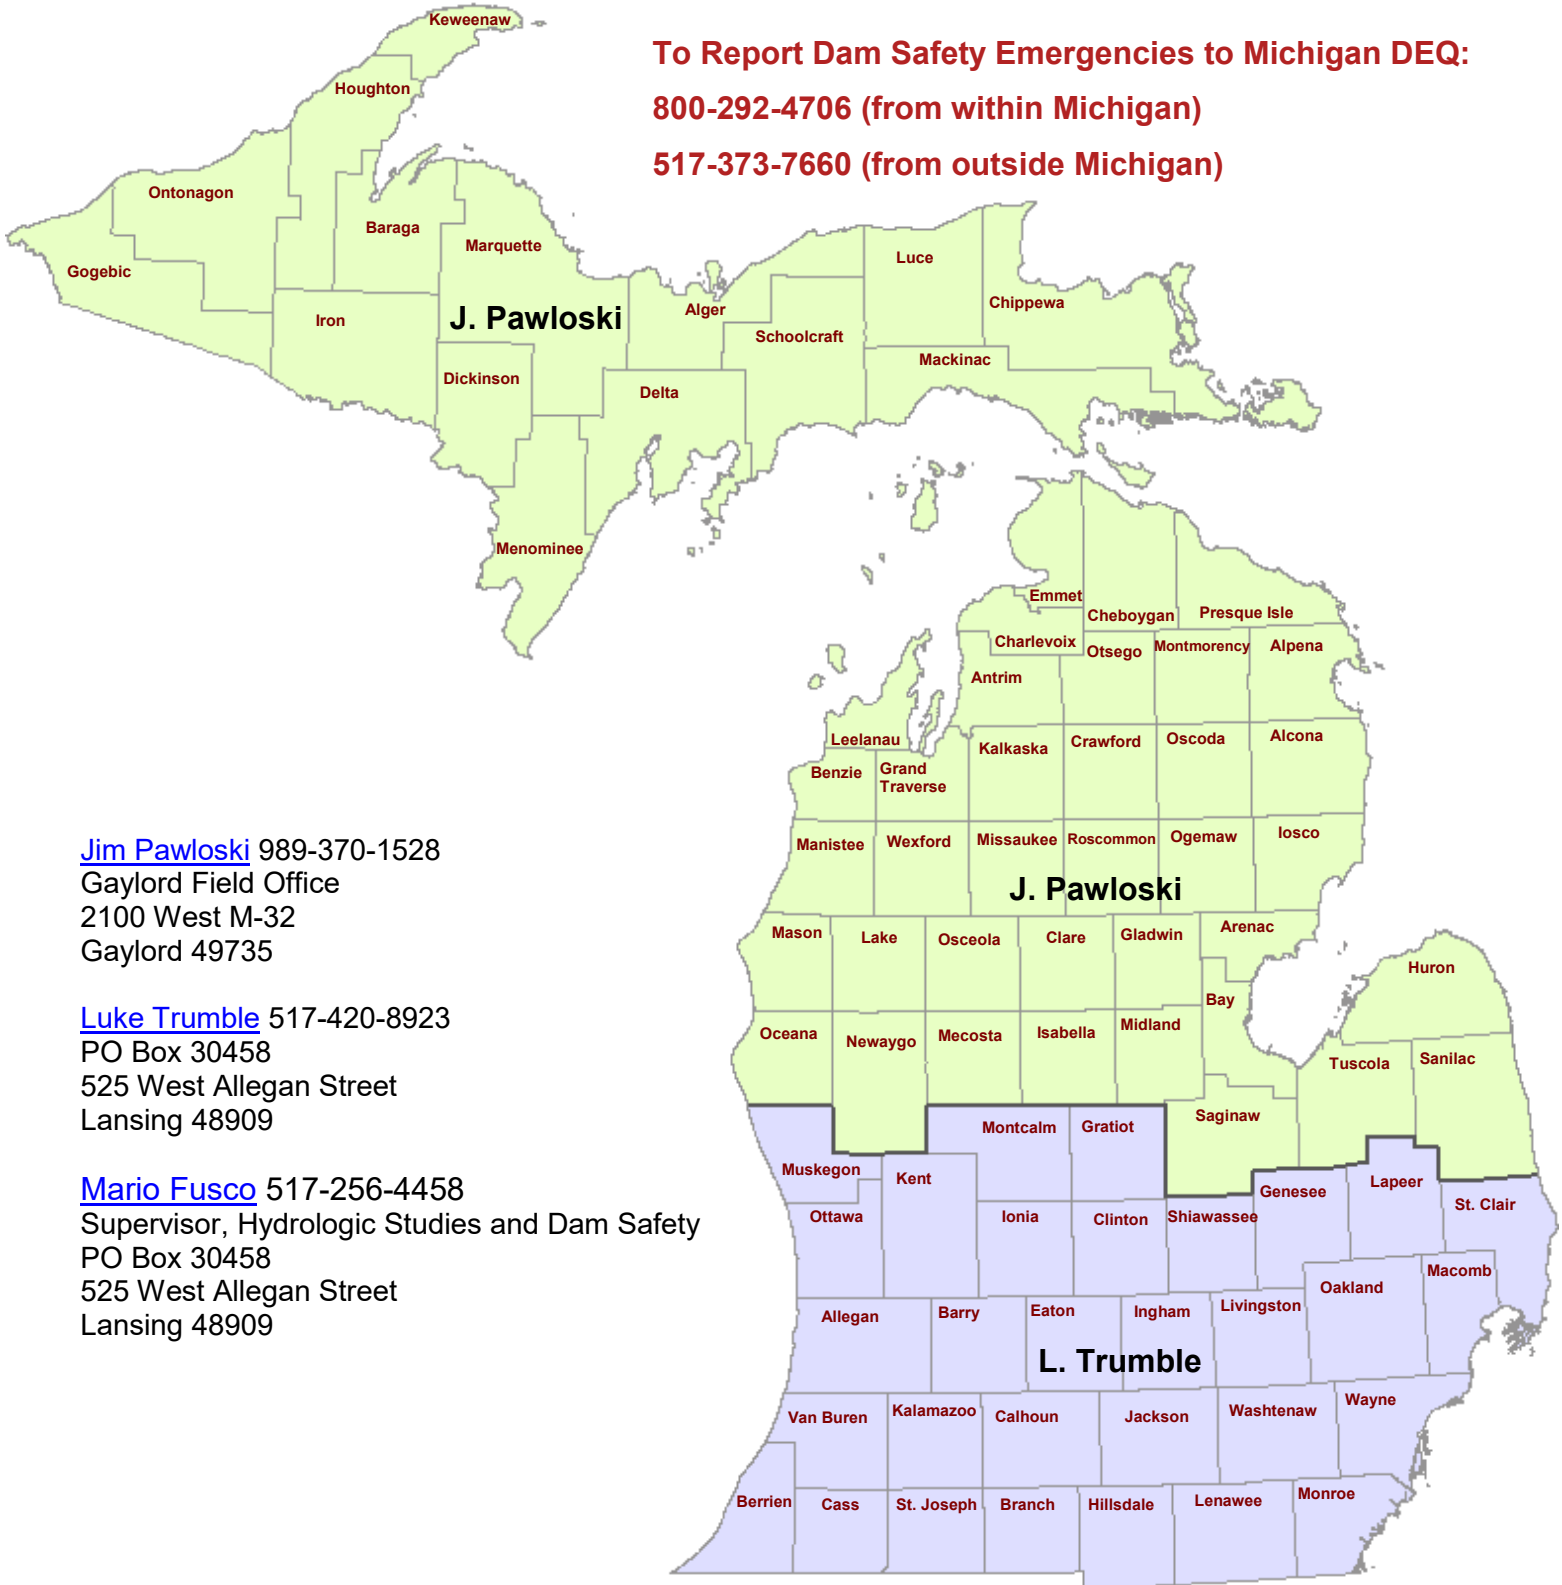 To Report Dam Safety Emergencies to Michigan DEQ:
800-292-4706 (from within Michigan)
517-373-7660 (from outside Michigan)
Keweenaw
Houghton
Ontonagon
Baraga
Marquette
Gogebic
Iron
J. Pawloski
Alger
Luce
Chippewa
Schoolcraft
Mackinac
Dickinson
Delta
Menominee
Emmet
Cheboygan
Presque Isle
Charlevoix
Otsego
Montmorency
Alpena
Antrim
Leelanau
Kalkaska
Crawford
Oscoda
Alcona
Benzie
Grand
Traverse
Manistee
Wexford
Missaukee
Roscommon
Ogemaw
Iosco
J. Pawloski
Mason
Lake
Osceola
Clare
Gladwin
Arenac
Huron
Bay
Oceana
Newaygo
Mecosta
Isabella
Midland
Tuscola
Sanilac
Saginaw
Montcalm
Gratiot
Muskegon
Kent
Genesee
Lapeer
St. Clair
Ottawa
Ionia
Clinton
Shiawassee
Oakland
Macomb
Allegan
Barry
Eaton
Ingham
Livingston
L. Trumble
Van Buren
Kalamazoo
Calhoun
Jackson
Washtenaw
Wayne
Berrien
Cass
St. Joseph
Branch
Hillsdale
Lenawee
Monroe
Jim Pawloski 989-370-1528
Gaylord Field Office
2100 West M-32
Gaylord 49735
Luke Trumble 517-420-8923
PO Box 30458
525 West Allegan Street
Lansing 48909
Mario Fusco 517-256-4458
Supervisor, Hydrologic Studies and Dam Safety
PO Box 30458
525 West Allegan Street
Lansing 48909